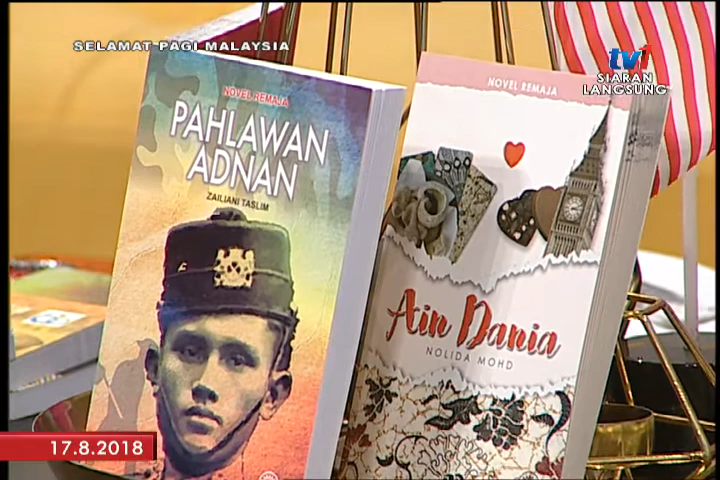 SELAMAT PAGI MALAYSIA
tv1
SIARAN
LANGSUNG
NOVEL REMAJA
PAHLAWAN
ADNAN
ZAILIANI TASLIM
NOVEL REMAJA
Ain Dania
NOLIDA MOHD
17.8.2018